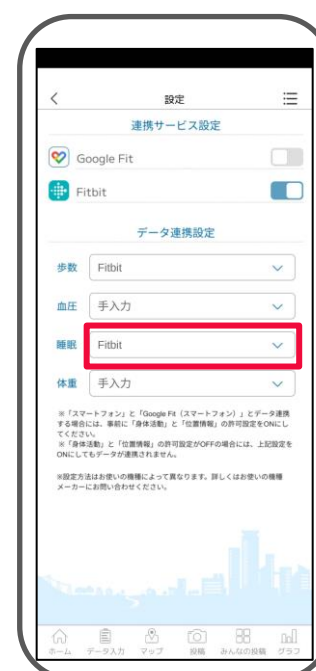 設定
連携サービス設定
Google Fit
Fitbit
データ連携設定
歩数 Fitbit
血圧 手入力
睡眠 Fitbit
体重 手入力
※「スマートフォン」と「Google Fit（スマートフォン）」とデータ連携
する場合には、事前に「身体活動」と「位置情報」の許可設定をONにし
てください。
※「身体活動」と「位置情報」の許可設定がOFFの場合には、上記設定を
ONにしてもデータが連携されません。
※設定方法はお使いの機種によって異なります。詳しくはお使いの機種
メーカーにお問い合わせください。
ホーム データ入力 マップ 投稿 みんなの投稿 グラフ